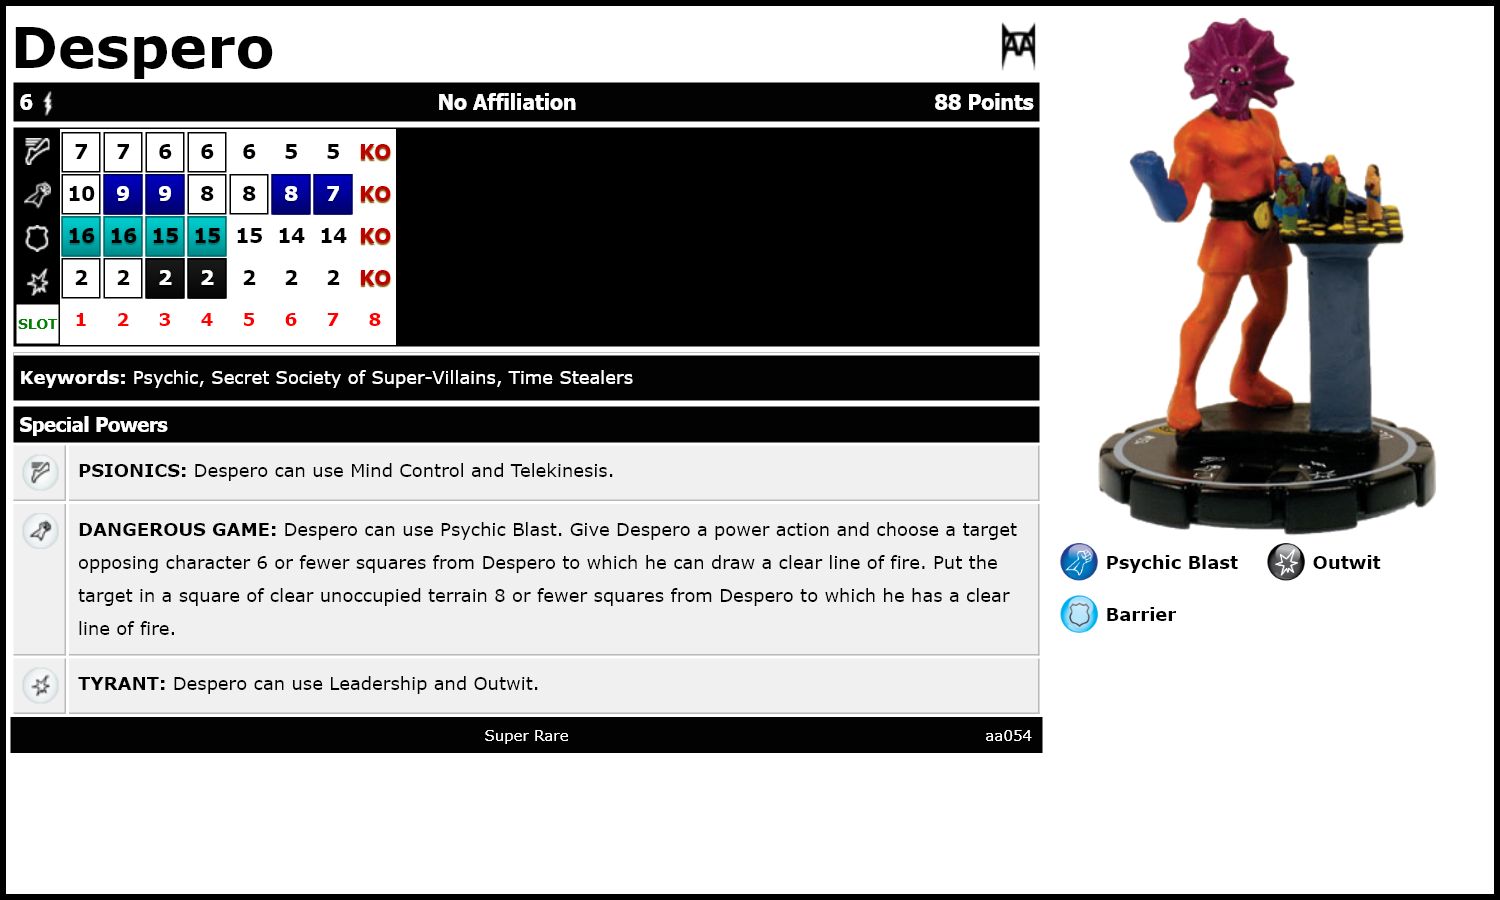 Despero
6 No Affiliation 88 Points
7 7 6 6 6 5 5 KO
10 9 9 8 8 8 7 KO
16 16 15 15 15 14 14 KO
2 2 2 2 2 2 2 KO
SLOT 1 2 3 4 5 6 7 8
Keywords: Psychic, Secret Society of Super-Villains, Time Stealers
Special Powers
PSIONICS: Despero can use Mind Control and Telekinesis.
DANGEROUS GAME: Despero can use Psychic Blast. Give Despero a power action and choose a target
opposing character 6 or fewer squares from Despero to which he can draw a clear line of fire. Put the
target in a square of clear unoccupied terrain 8 or fewer squares from Despero to which he has a clear
line of fire.
TYRANT: Despero can use Leadership and Outwit.
Super Rare aa054
Psychic Blast Outwit
Barrier